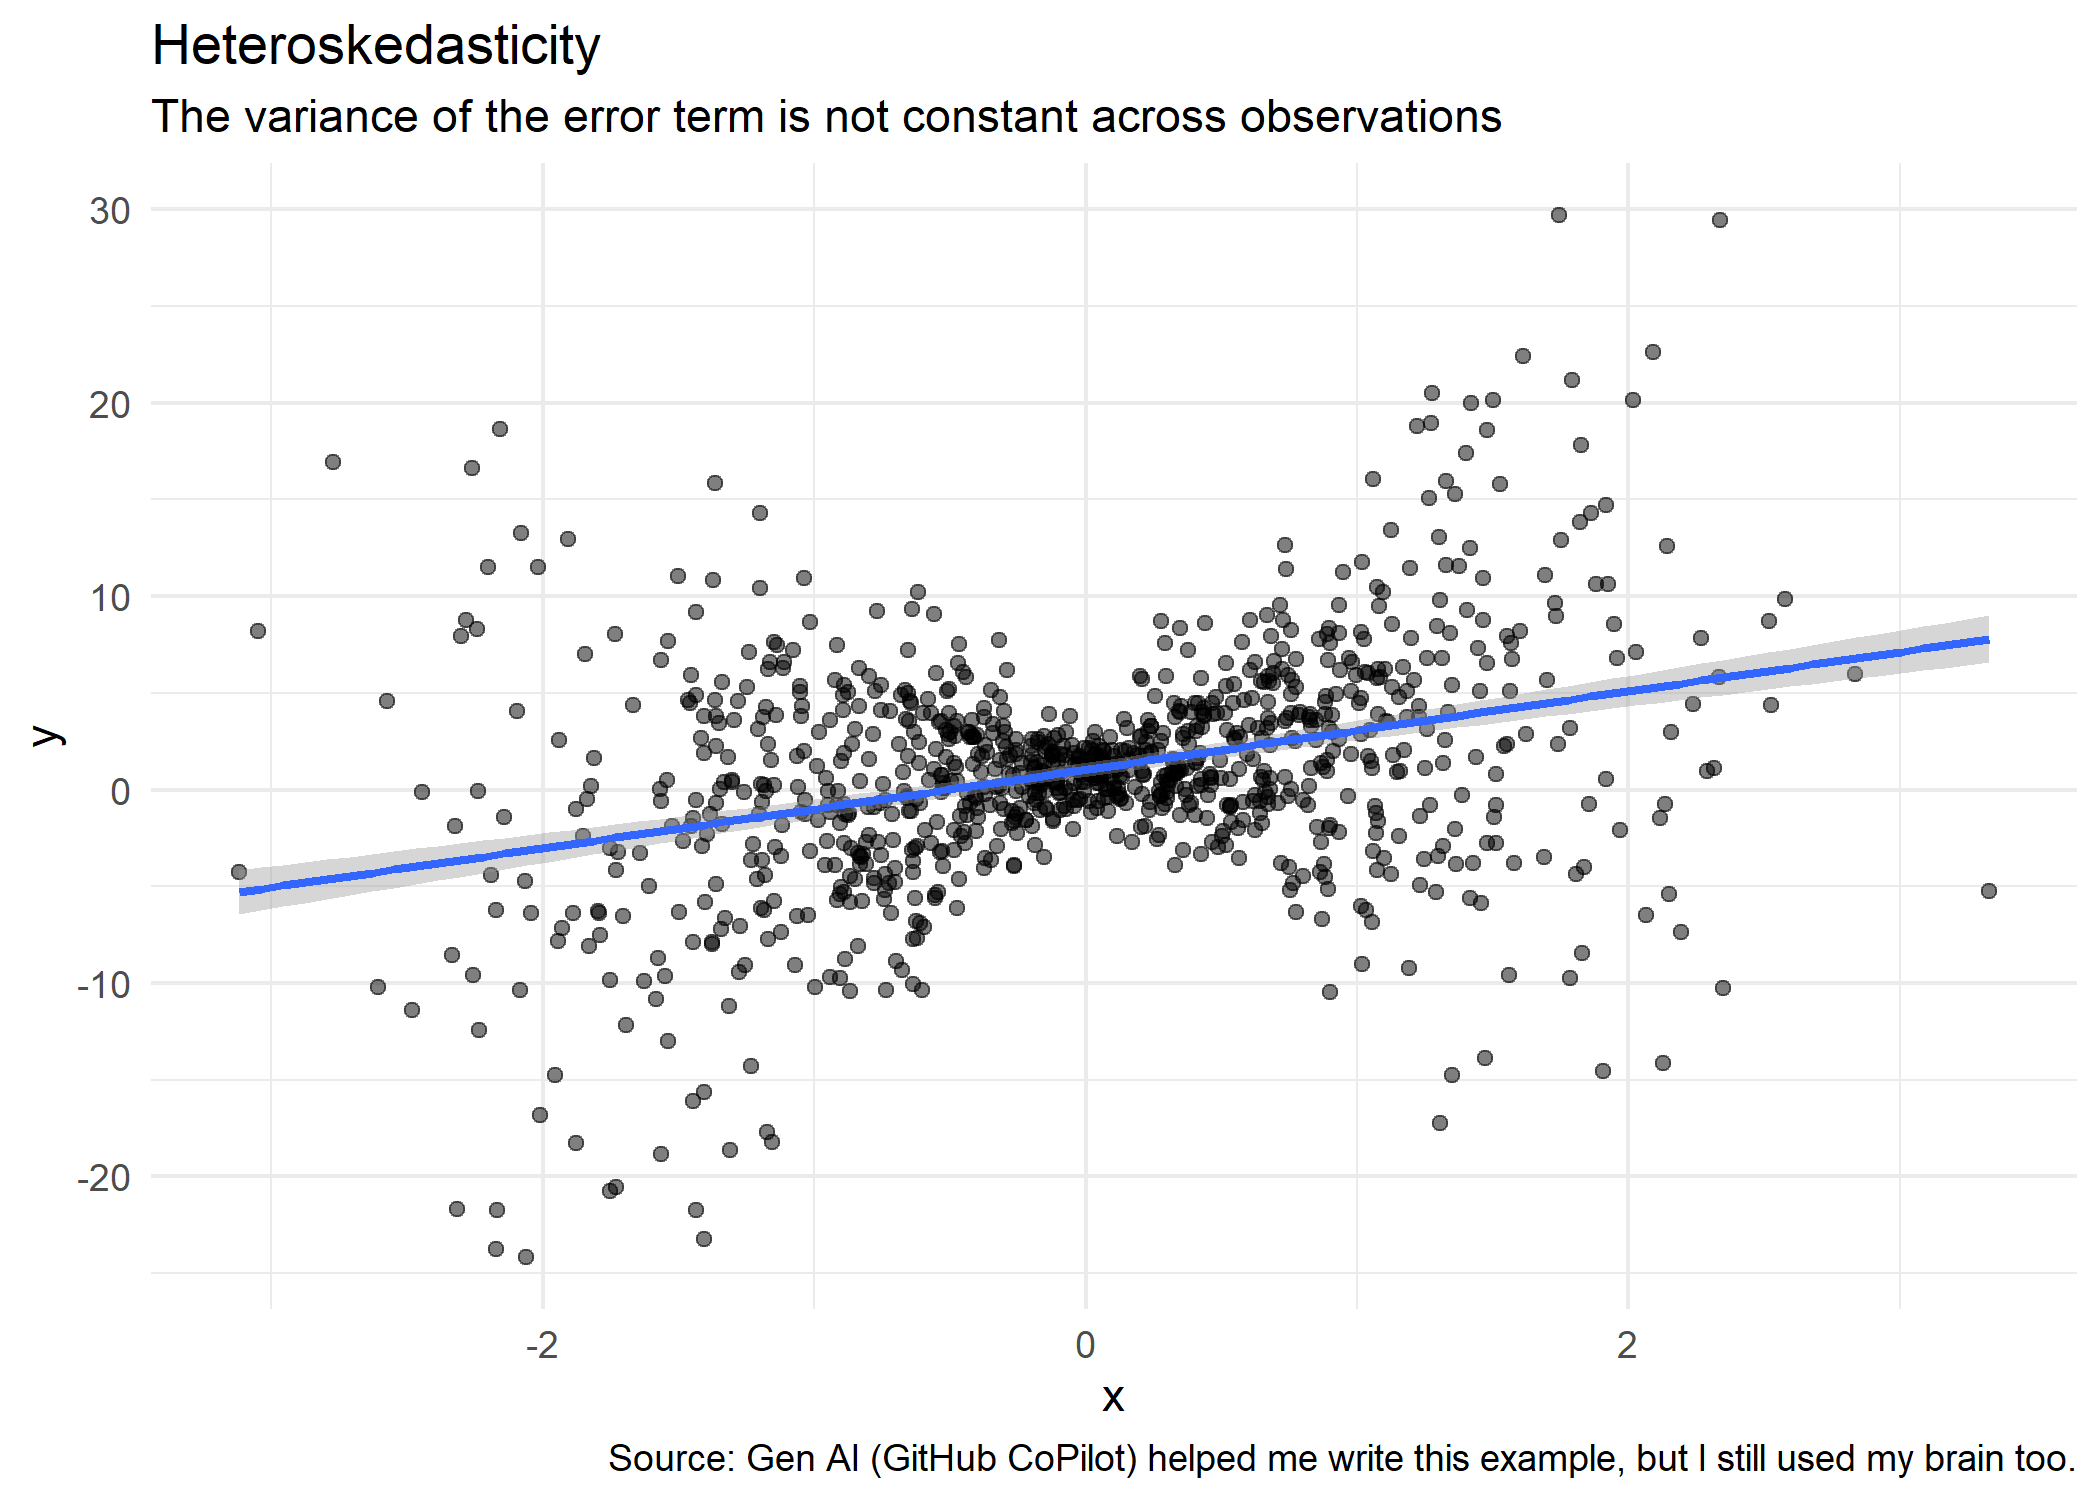 Heteroskedasticity
The variance of the error term is not constant across observations
30
20
10
0
-10
-20
y
-2 0 2
x
Source: Gen AI (GitHub CoPilot) helped me write this example, but I still used my brain too.